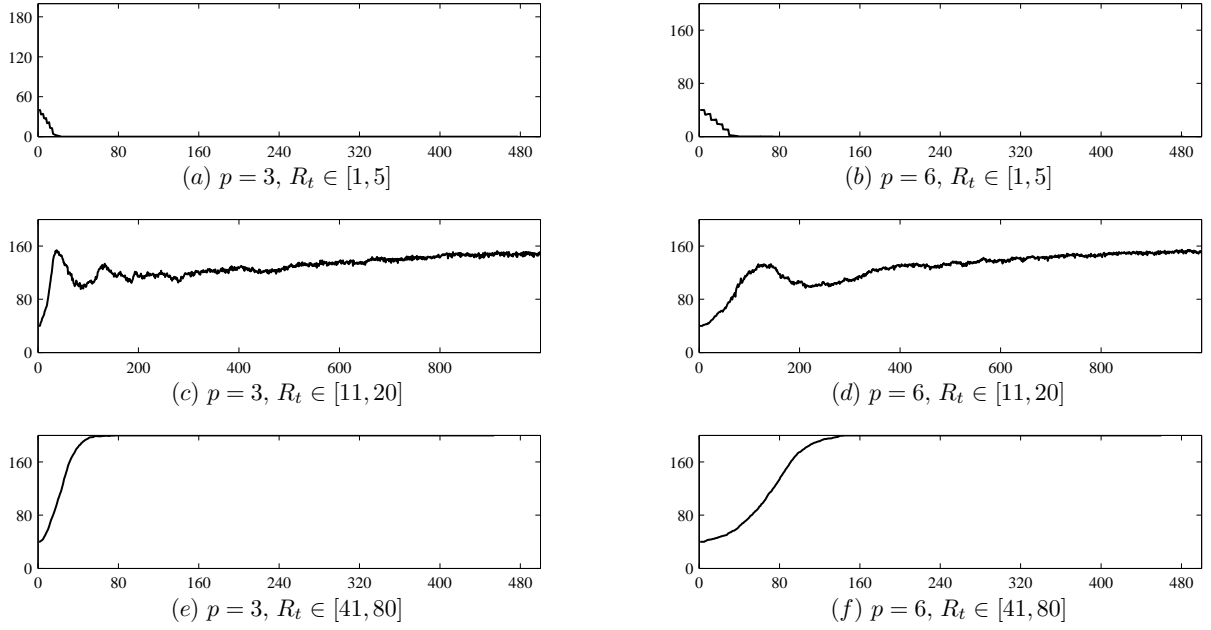 180
120
60
0
0 80 160 240 320 400 480
(a) p = 3, R_t ∈ [1, 5]
160
80
0
0 80 160 240 320 400 480
(b) p = 6, R_t ∈ [1, 5]
160
80
0
0 200 400 600 800
(c) p = 3, R_t ∈ [11, 20]
160
80
0
0 200 400 600 800
(d) p = 6, R_t ∈ [11, 20]
160
80
0
0 80 160 240 320 400 480
(e) p = 3, R_t ∈ [41, 80]
160
80
0
0 80 160 240 320 400 480
(f) p = 6, R_t ∈ [41, 80]